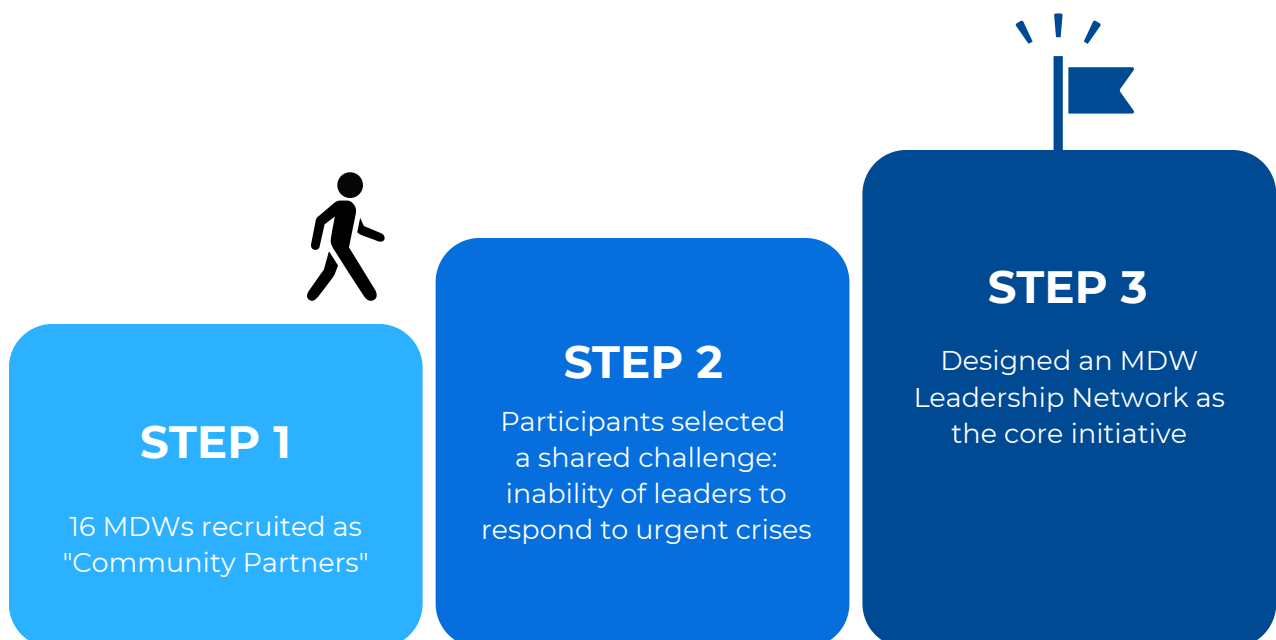 STEP 1
16 MDWs recruited as
"Community Partners"
STEP 2
Participants selected
a shared challenge:
inability of leaders to
respond to urgent crises
STEP 3
Designed an MDW
Leadership Network as
the core initiative